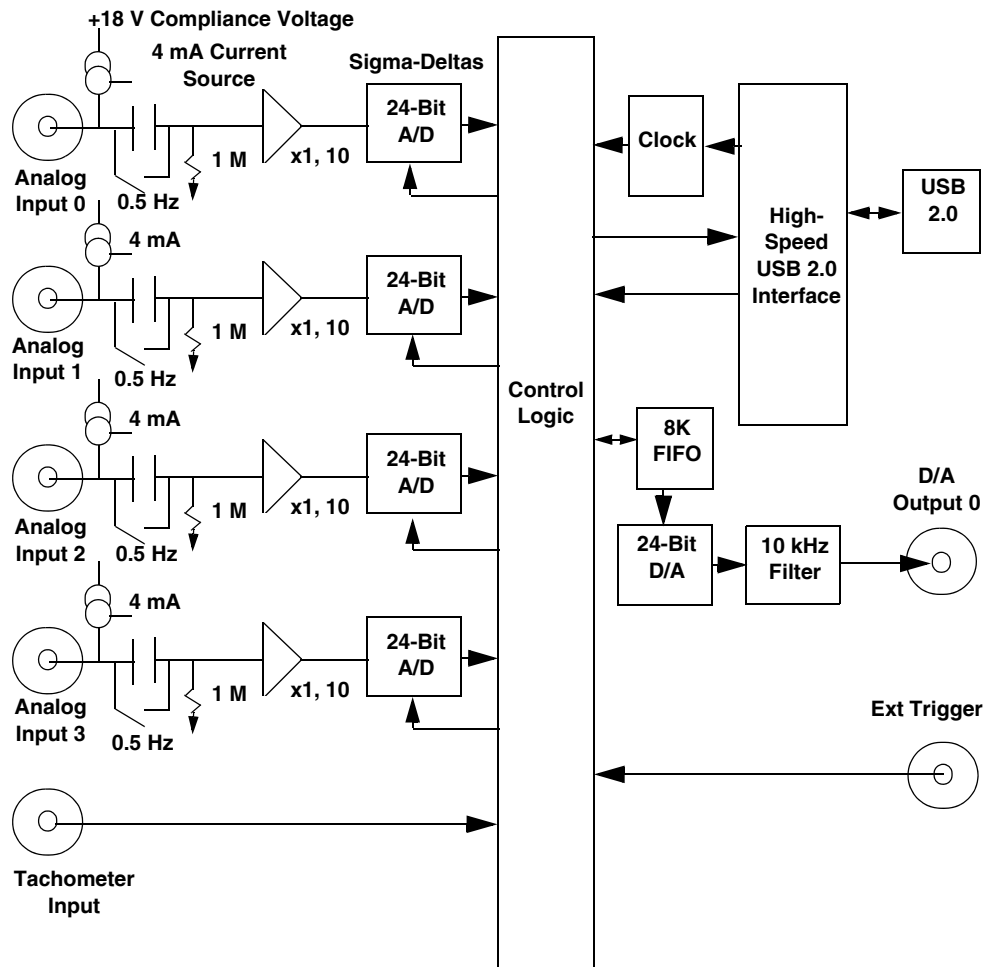 +18 V Compliance Voltage
4 mA Current
Source
Sigma-Deltas
24-Bit
A/D
Analog
Input 0
0.5 Hz
1 M
x1, 10
4 mA
24-Bit
A/D
Analog
Input 1
0.5 Hz
1 M
x1, 10
4 mA
24-Bit
A/D
Analog
Input 2
0.5 Hz
1 M
x1, 10
4 mA
24-Bit
A/D
Analog
Input 3
0.5 Hz
1 M
x1, 10
Tachometer
Input
Control
Logic
Clock
High-
Speed
USB 2.0
Interface
USB
2.0
8K
FIFO
24-Bit
D/A
10 kHz
Filter
D/A
Output 0
Ext Trigger